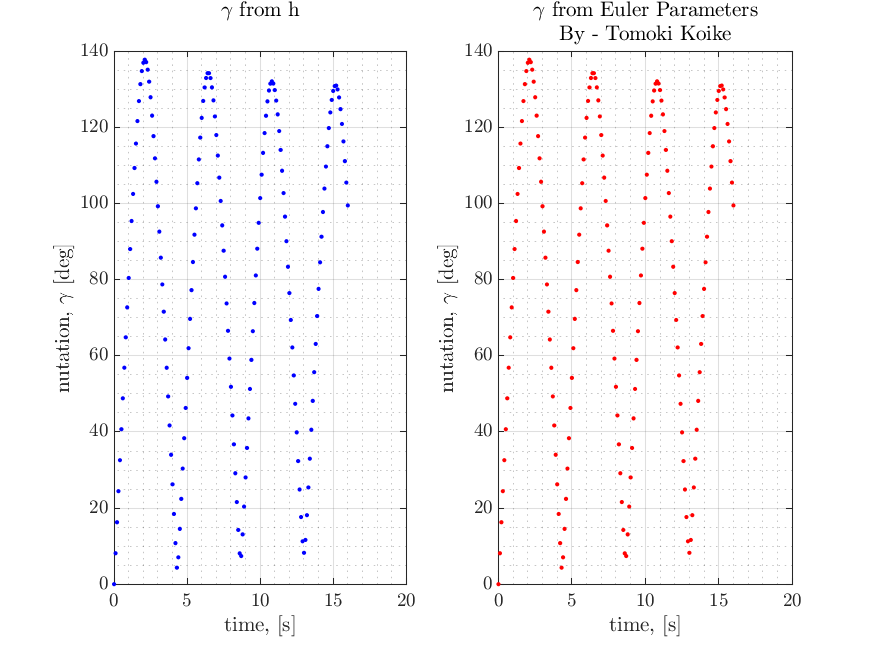 γ from h
nutation, γ [deg]
140
120
100
80
60
40
20
0
0 5 10 15 20
time, [s]
γ from Euler Parameters
By - Tomoki Koike
nutation, γ [deg]
140
120
100
80
60
40
20
0
0 5 10 15 20
time, [s]